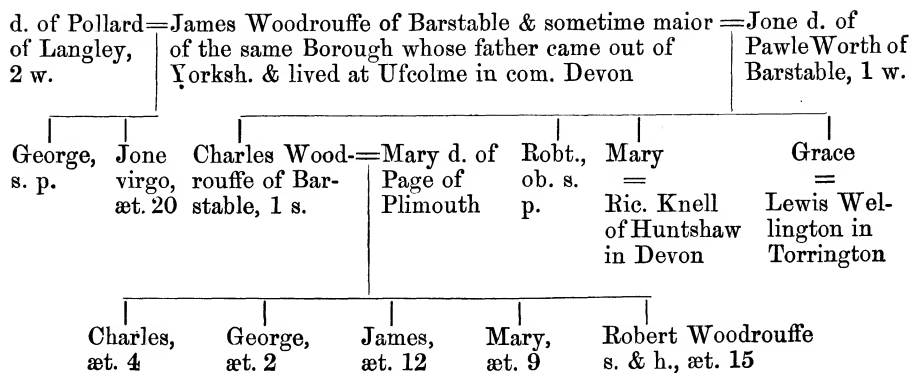 d. of Pollard=James Woodrouffe of Barstable & sometime maior=Jone d. of
of Langley, of the same Borough whose father came out of Pawle Worth of
2 w. Yorksh. & lived at Ufcolme in com. Devon Barstable, 1 w.
George, Jone Charles Wood-=Mary d. of Robt., Mary Grace
s. p. virgo, rouffe of Bar- Page of ob. s. = =
æt. 20 stable, 1 s. Plimouth p. Ric. Knell Lewis Wel-
of Huntshaw lington in
in Devon Torrington
Charles, George, James, Mary, Robert Woodrouffe
æt. 4 æt. 2 æt. 12 æt. 9 s. & h., æt. 15